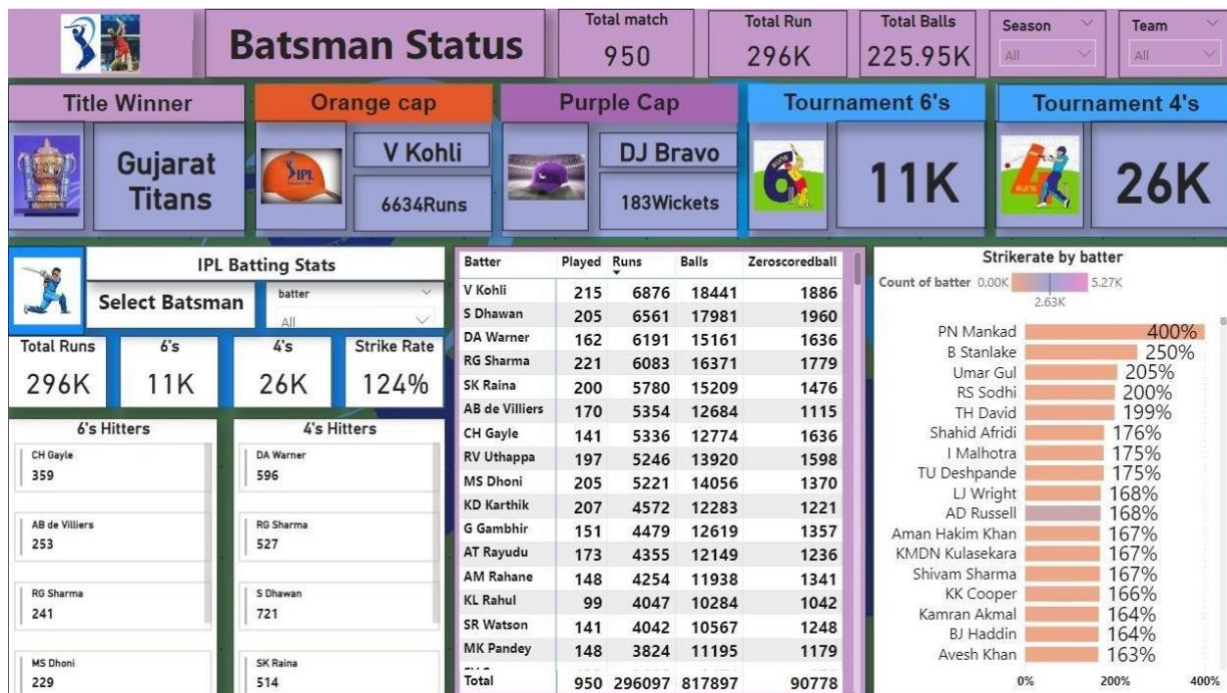 Batsman Status
Total match
950
Total Run
296K
Total Balls
225.95K
Season
All
Team
All
Title Winner
Gujarat
Titans
Orange cap
IPL
V Kohli
6634Runs
Purple Cap
DJ Bravo
183Wickets
Tournament 6's
6
RUNS
11K
Tournament 4's
4
RUNS
26K
IPL Batting Stats
Select Batsman
batter
All
Total Runs
296K
6's
11K
4's
26K
Strike Rate
124%
6's Hitters
CH Gayle
359
AB de Villiers
253
RG Sharma
241
MS Dhoni
229
4's Hitters
DA Warner
596
RG Sharma
527
S Dhawan
721
SK Raina
514
Batter Played Runs Balls Zeroscoredball
V Kohli 215 6876 18441 1886
S Dhawan 205 6561 17981 1960
DA Warner 162 6191 15161 1636
RG Sharma 221 6083 16371 1779
SK Raina 200 5780 15209 1476
AB de Villiers 170 5354 12684 1115
CH Gayle 141 5336 12774 1636
RV Uthappa 197 5246 13920 1598
MS Dhoni 205 5221 14056 1370
KD Karthik 207 4572 12283 1221
G Gambhir 151 4479 12619 1357
AT Rayudu 173 4355 12149 1236
AM Rahane 148 4254 11938 1341
KL Rahul 99 4047 10284 1042
SR Watson 141 4042 10567 1248
MK Pandey 148 3824 11195 1179
Total 950 296097 817897 90778
Strikerate by batter
Count of batter 0.00K 5.27K
2.63K
PN Mankad 400%
B Stanlake 250%
Umar Gul 205%
RS Sodhi 200%
TH David 199%
Shahid Afridi 176%
I Malhotra 175%
TU Deshpande 175%
LJ Wright 168%
AD Russell 168%
Aman Hakim Khan 167%
KMDN Kulasekara 167%
Shivam Sharma 167%
KK Cooper 166%
Kamran Akmal 164%
BJ Haddin 164%
Avesh Khan 163%
0% 200% 400%